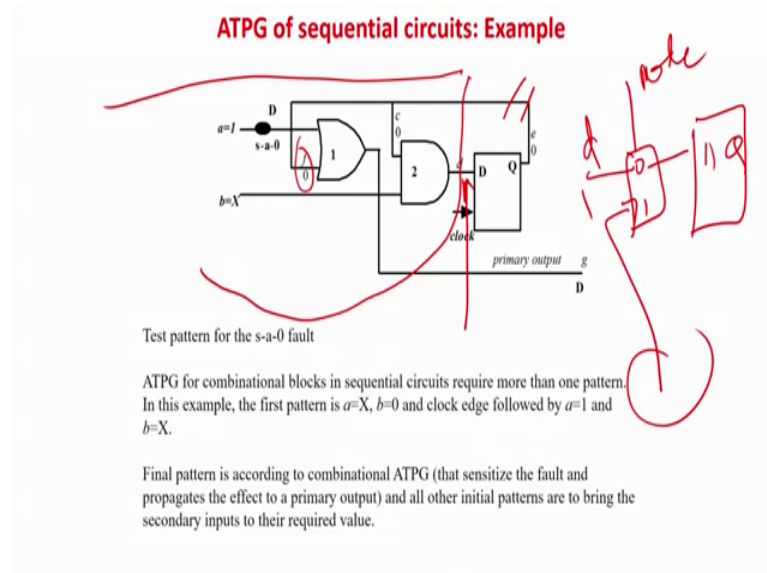 ATPG of sequential circuits: Example
mode
D
a=1
s-a-0
c
0
e
0
1
f
0
2
d
D
Q
b=X
clock
d
0
1
D Q
1
primary output g
D
Test pattern for the s-a-0 fault
ATPG for combinational blocks in sequential circuits require more than one pattern.
In this example, the first pattern is a=X, b=0 and clock edge followed by a=1 and
b=X.
Final pattern is according to combinational ATPG (that sensitize the fault and
propagates the effect to a primary output) and all other initial patterns are to bring the
secondary inputs to their required value.